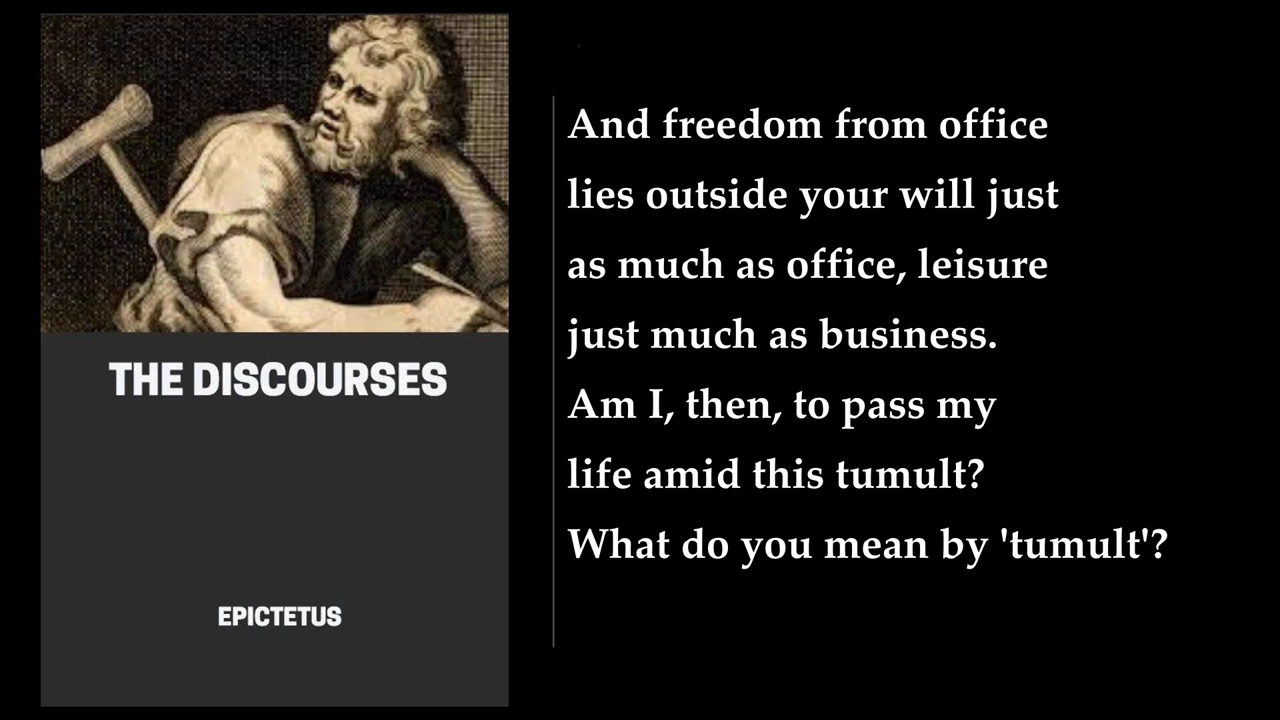 THE DISCOURSES
EPICTETUS
And freedom from office
lies outside your will just
as much as office, leisure
just much as business.
Am I, then, to pass my
life amid this tumult?
What do you mean by 'tumult'?